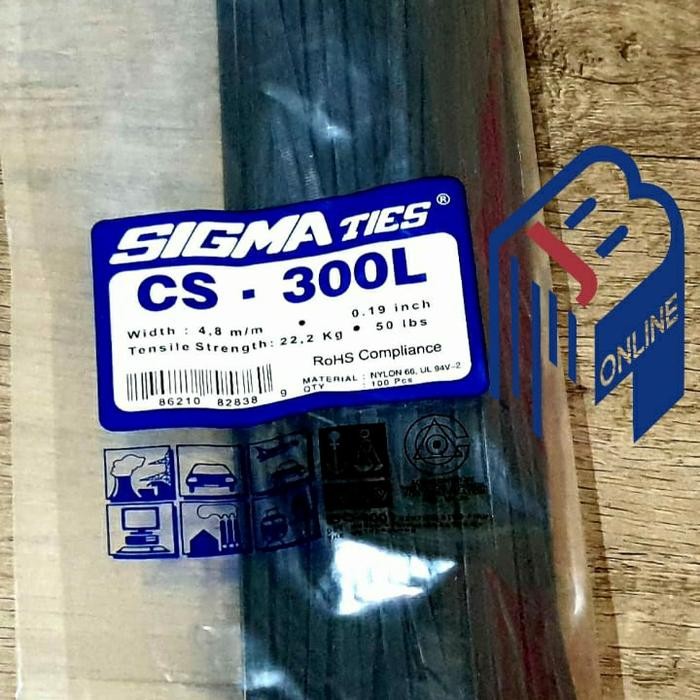 SIGMA TIES ®
CS - 300L
Width : 4,8 m/m • 0.19 inch
Tensile Strength: 22,2 Kg • 50 lbs
RoHS Compliance
MATERIAL : NYLON 66, UL 94V-2
QTY : 100 Pcs
86210 82838 9
ONLINE